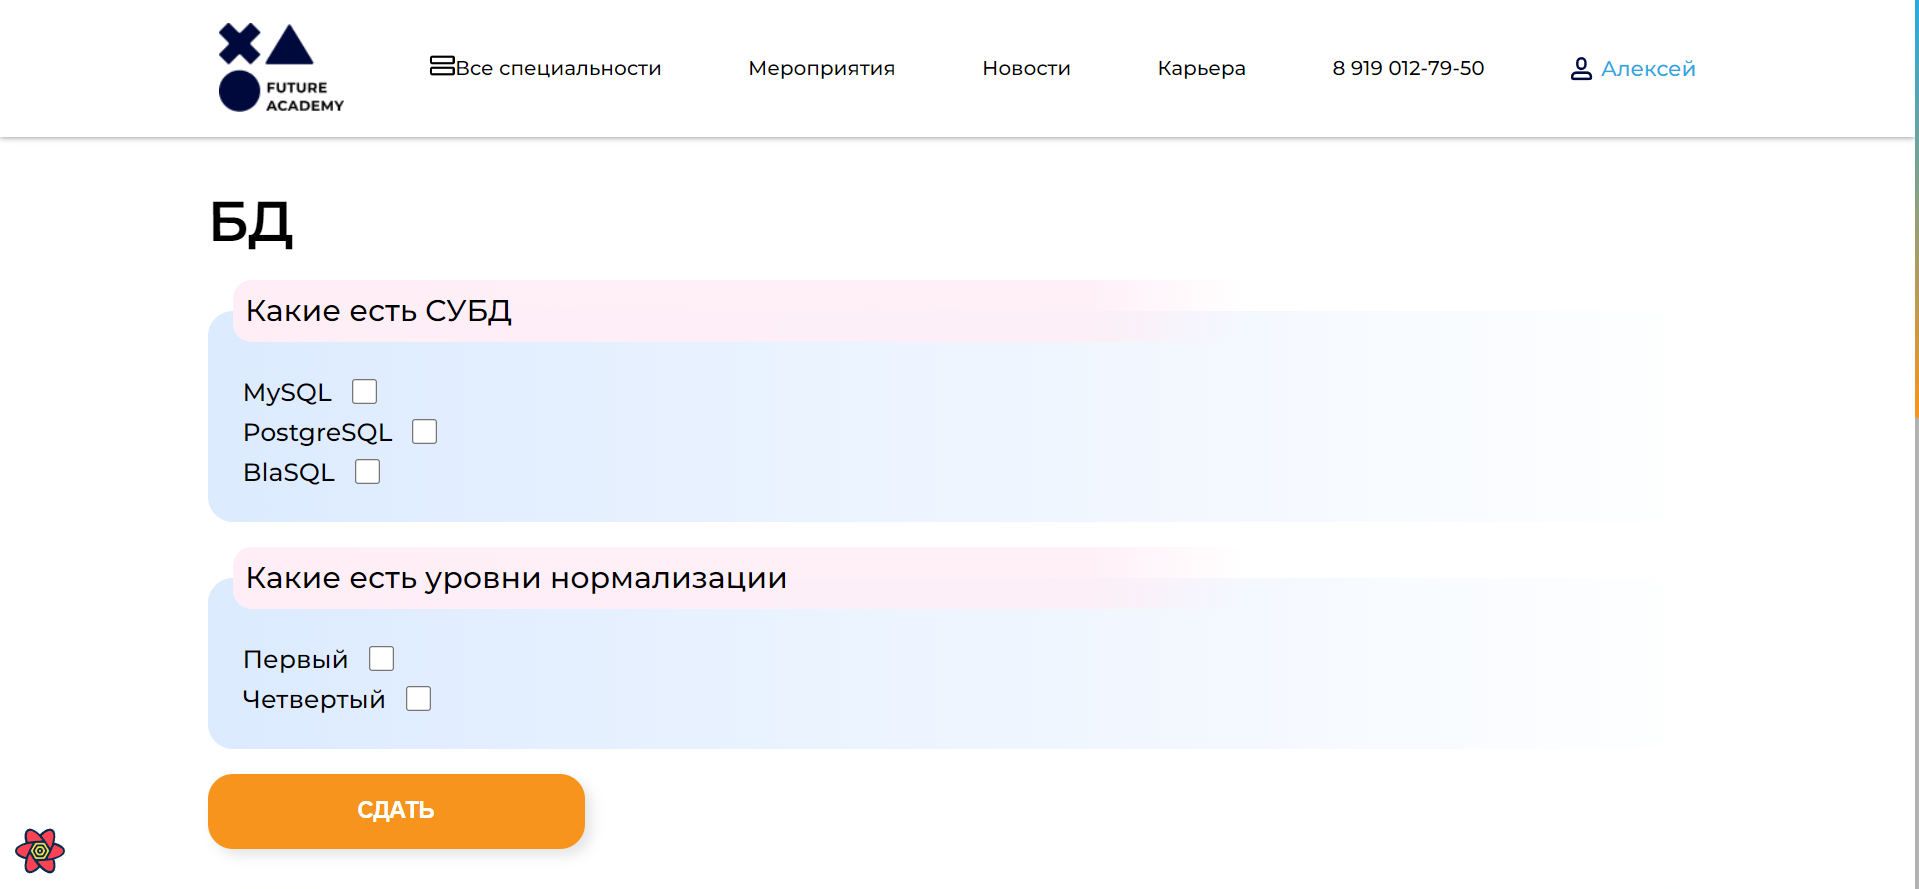 FUTURE
ACADEMY
Все специальности
Мероприятия
Новости
Карьера
8 919 012-79-50
Алексей
БД
Какие есть СУБД
MySQL
PostgreSQL
BlaSQL
Какие есть уровни нормализации
Первый
Четвертый
СДАТЬ